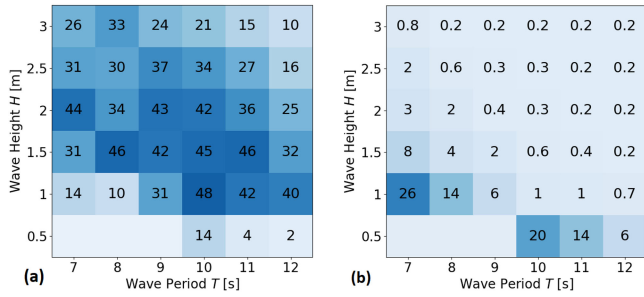 3 26 33 24 21 15 10
2.5 31 30 37 34 27 16
2 44 34 43 42 36 25
1.5 31 46 42 45 46 32
1 14 10 31 48 42 40
0.5 14 4 2
7 8 9 10 11 12
Wave Height H [m]
Wave Period T [s]
(a)
3 0.8 0.2 0.2 0.2 0.2 0.2
2.5 2 0.6 0.3 0.3 0.2 0.2
2 3 2 0.4 0.3 0.2 0.2
1.5 8 4 2 0.6 0.4 0.2
1 26 14 6 1 1 0.7
0.5 20 14 6
7 8 9 10 11 12
Wave Height H [m]
Wave Period T [s]
(b)